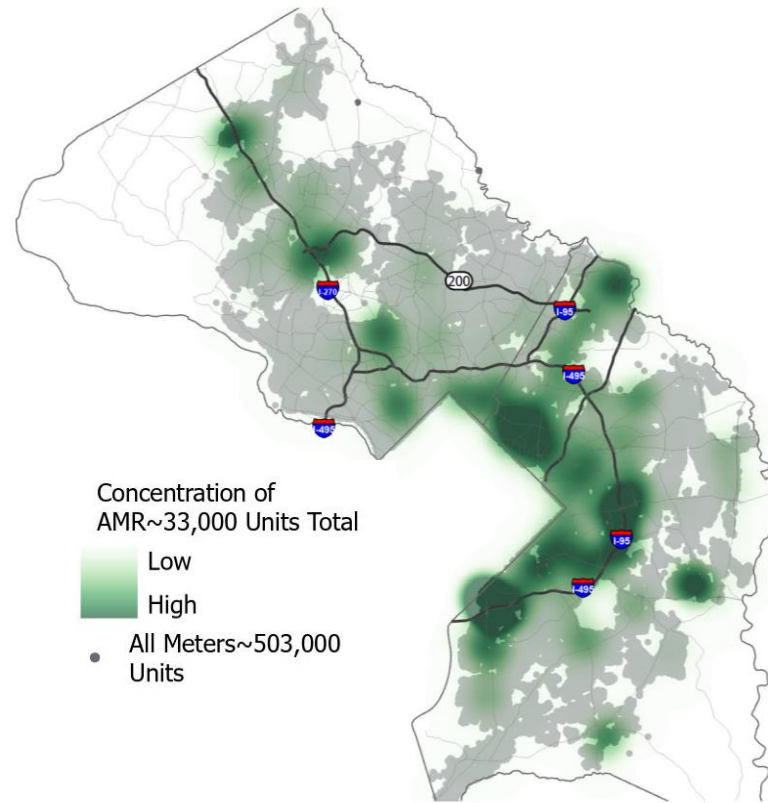 200
I-270
I-95
I-495
I-495
Concentration of
AMR~33,000 Units Total
Low
I-95
High
I-495
All Meters~503,000
Units